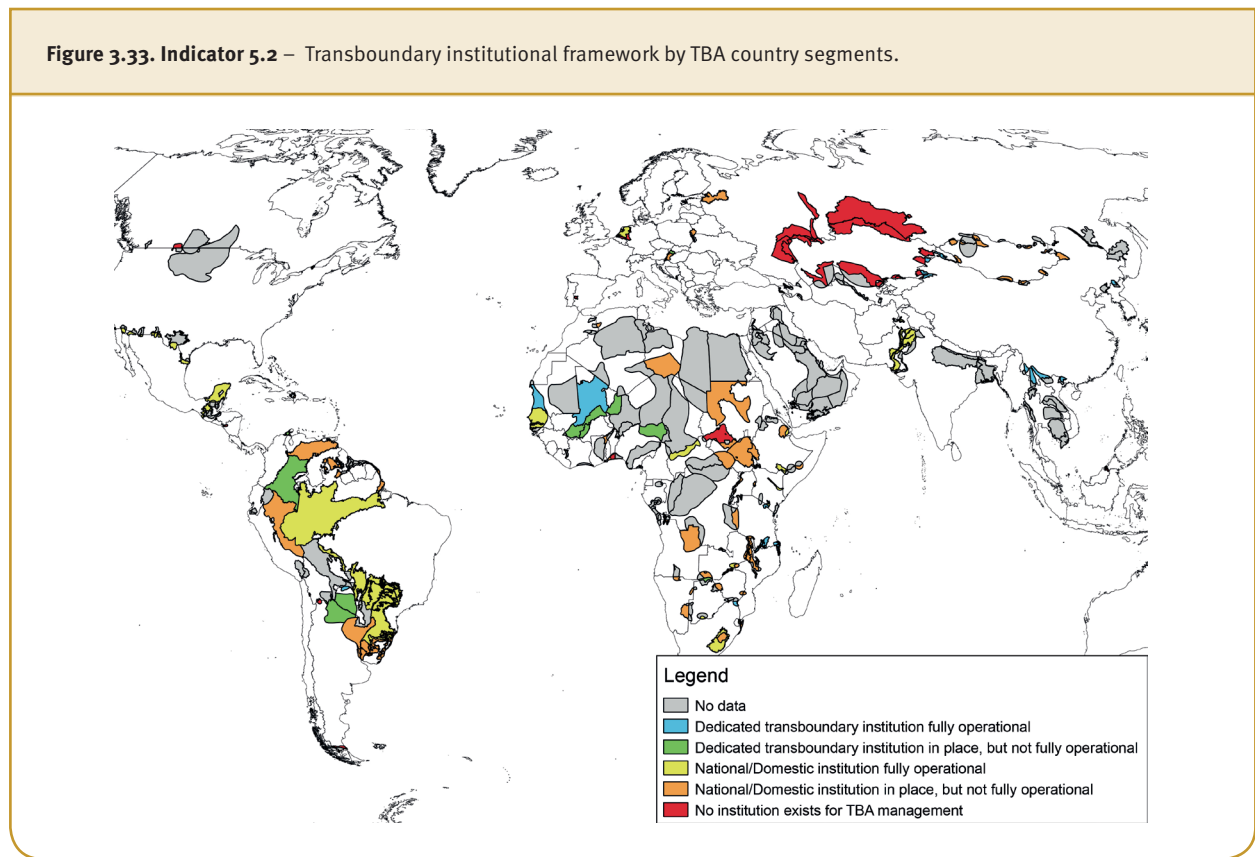 Figure 3.33. Indicator 5.2 – Transboundary institutional framework by TBA country segments.
Legend
No data
Dedicated transboundary institution fully operational
Dedicated transboundary institution in place, but not fully operational
National/Domestic institution fully operational
National/Domestic institution in place, but not fully operational
No institution exists for TBA management